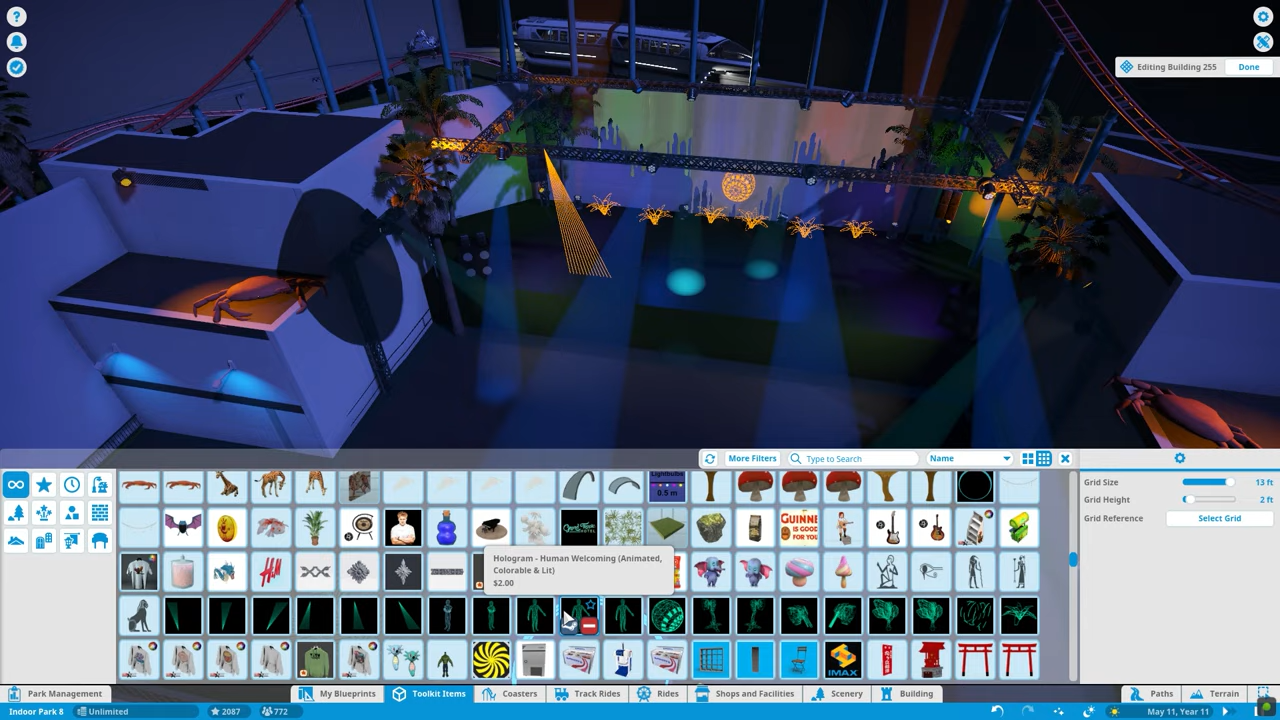 Editing Building 255
Done
More Filters
Type to Search
Name
Grid Size
13 ft
Grid Height
2 ft
Grid Reference
Select Grid
Lightbulbs
0.5 m
GUINNESS
IS GOOD
FOR YOU
Hologram - Human Welcoming (Animated,
Colorable & Lit)
$2.00
H&M
IMAX
Park Management
My Blueprints
Toolkit Items
Coasters
Track Rides
Rides
Shops and Facilities
Scenery
Building
Paths
Terrain
Indoor Park 8
Unlimited
2087
772
May 11, Year 11